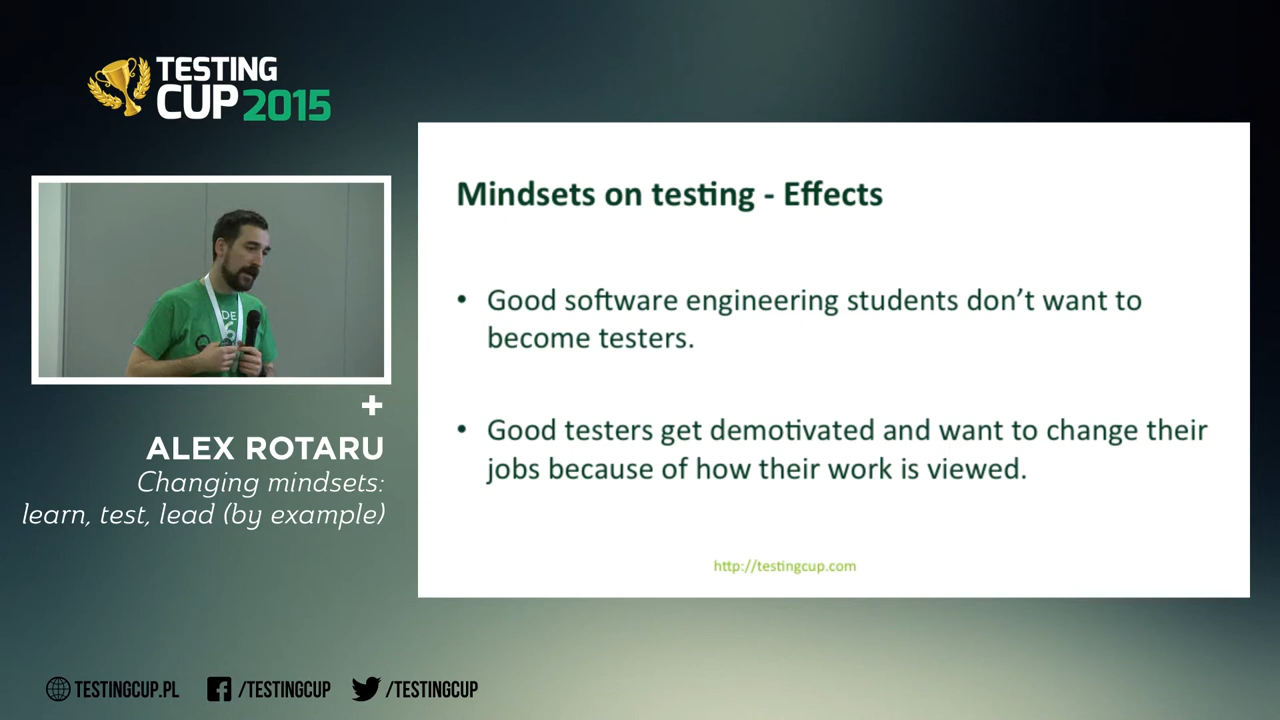 TESTING
CUP 2015
Mindsets on testing - Effects
• Good software engineering students don’t want to
become testers.
• Good testers get demotivated and want to change their
jobs because of how their work is viewed.
http://testingcup.com
+
ALEX ROTARU
Changing mindsets:
learn, test, lead (by example)
TESTINGCUP.PL
/TESTINGCUP
/TESTINGCUP